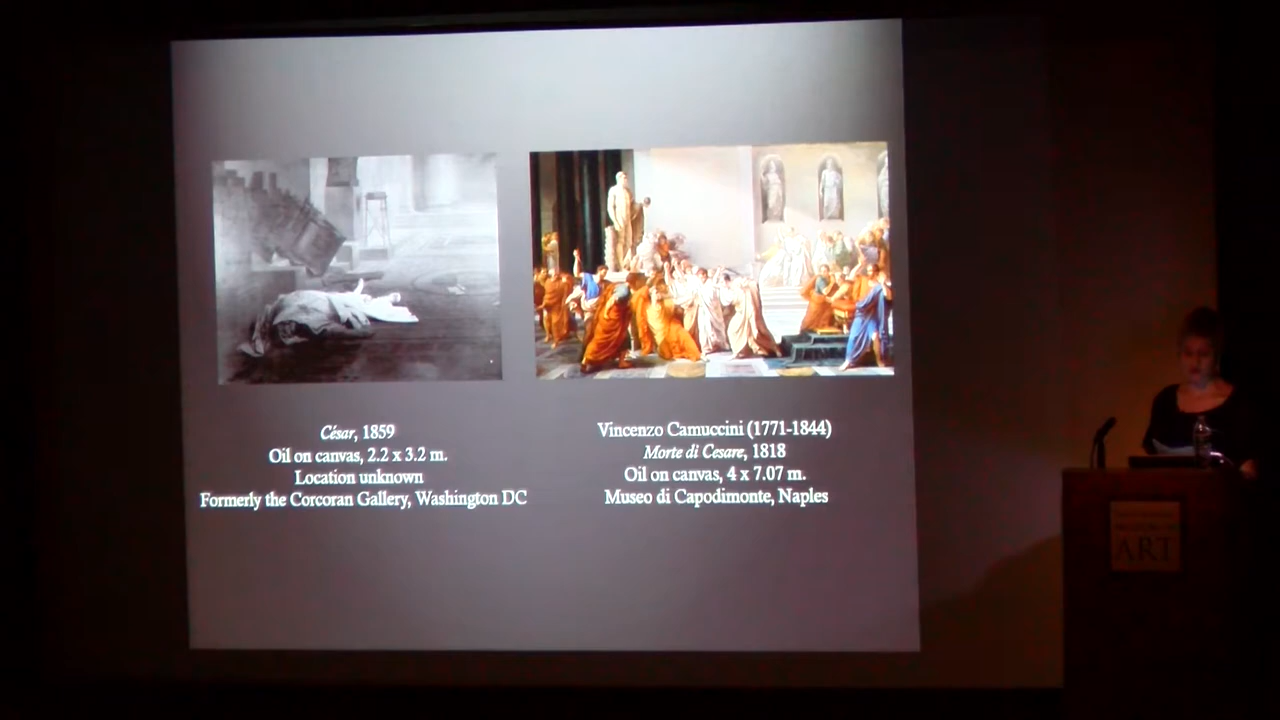 César, 1859
Oil on canvas, 2.2 x 3.2 m.
Location unknown
Formerly the Corcoran Gallery, Washington DC
Vincenzo Camuccini (1771-1844)
Morte di Cesare, 1818
Oil on canvas, 4 x 7.07 m.
Museo di Capodimonte, Naples
ART